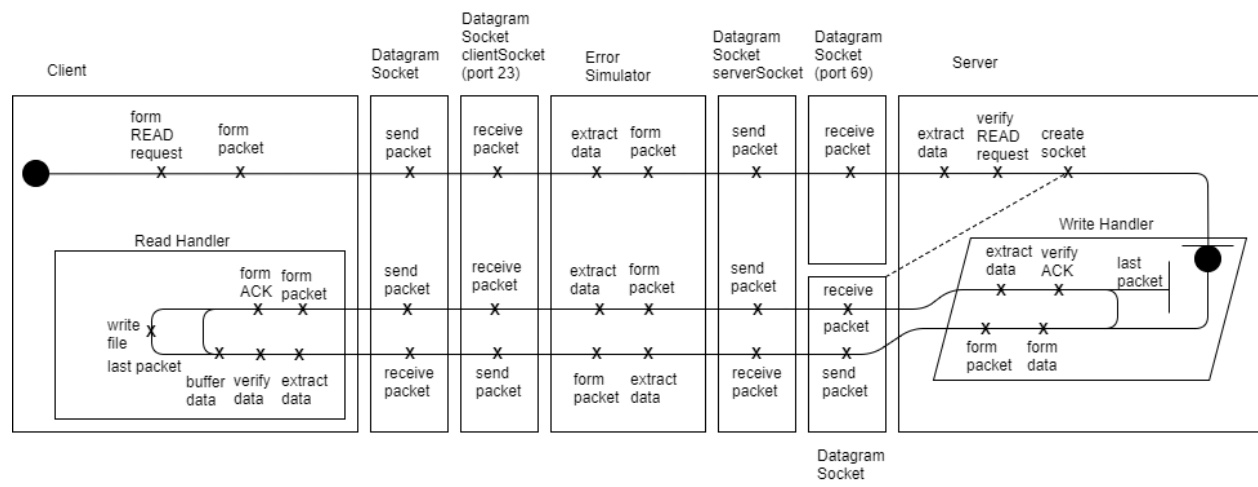 Client
Datagram
Socket
Datagram
Socket
clientSocket
(port 23)
Error
Simulator
Datagram
Socket
serverSocket
Datagram
Socket
(port 69)
Server
form
READ
request
form
packet
send
packet
receive
packet
extract
data
form
packet
send
packet
receive
packet
extract
data
verify
READ
request
create
socket
X X X X X X X X X X X
Read Handler
Write Handler
form
ACK
form
packet
send
packet
receive
packet
extract
data
form
packet
send
packet
receive
packet
extract
data
verify
ACK
last
packet
X X X X X X X X X X
write
file
X
last packet
X X X X X X X X X X X X
buffer
data
verify
data
extract
data
receive
packet
send
packet
form
packet
extract
data
receive
packet
send
packet
form
packet
form
data
Datagram
Socket